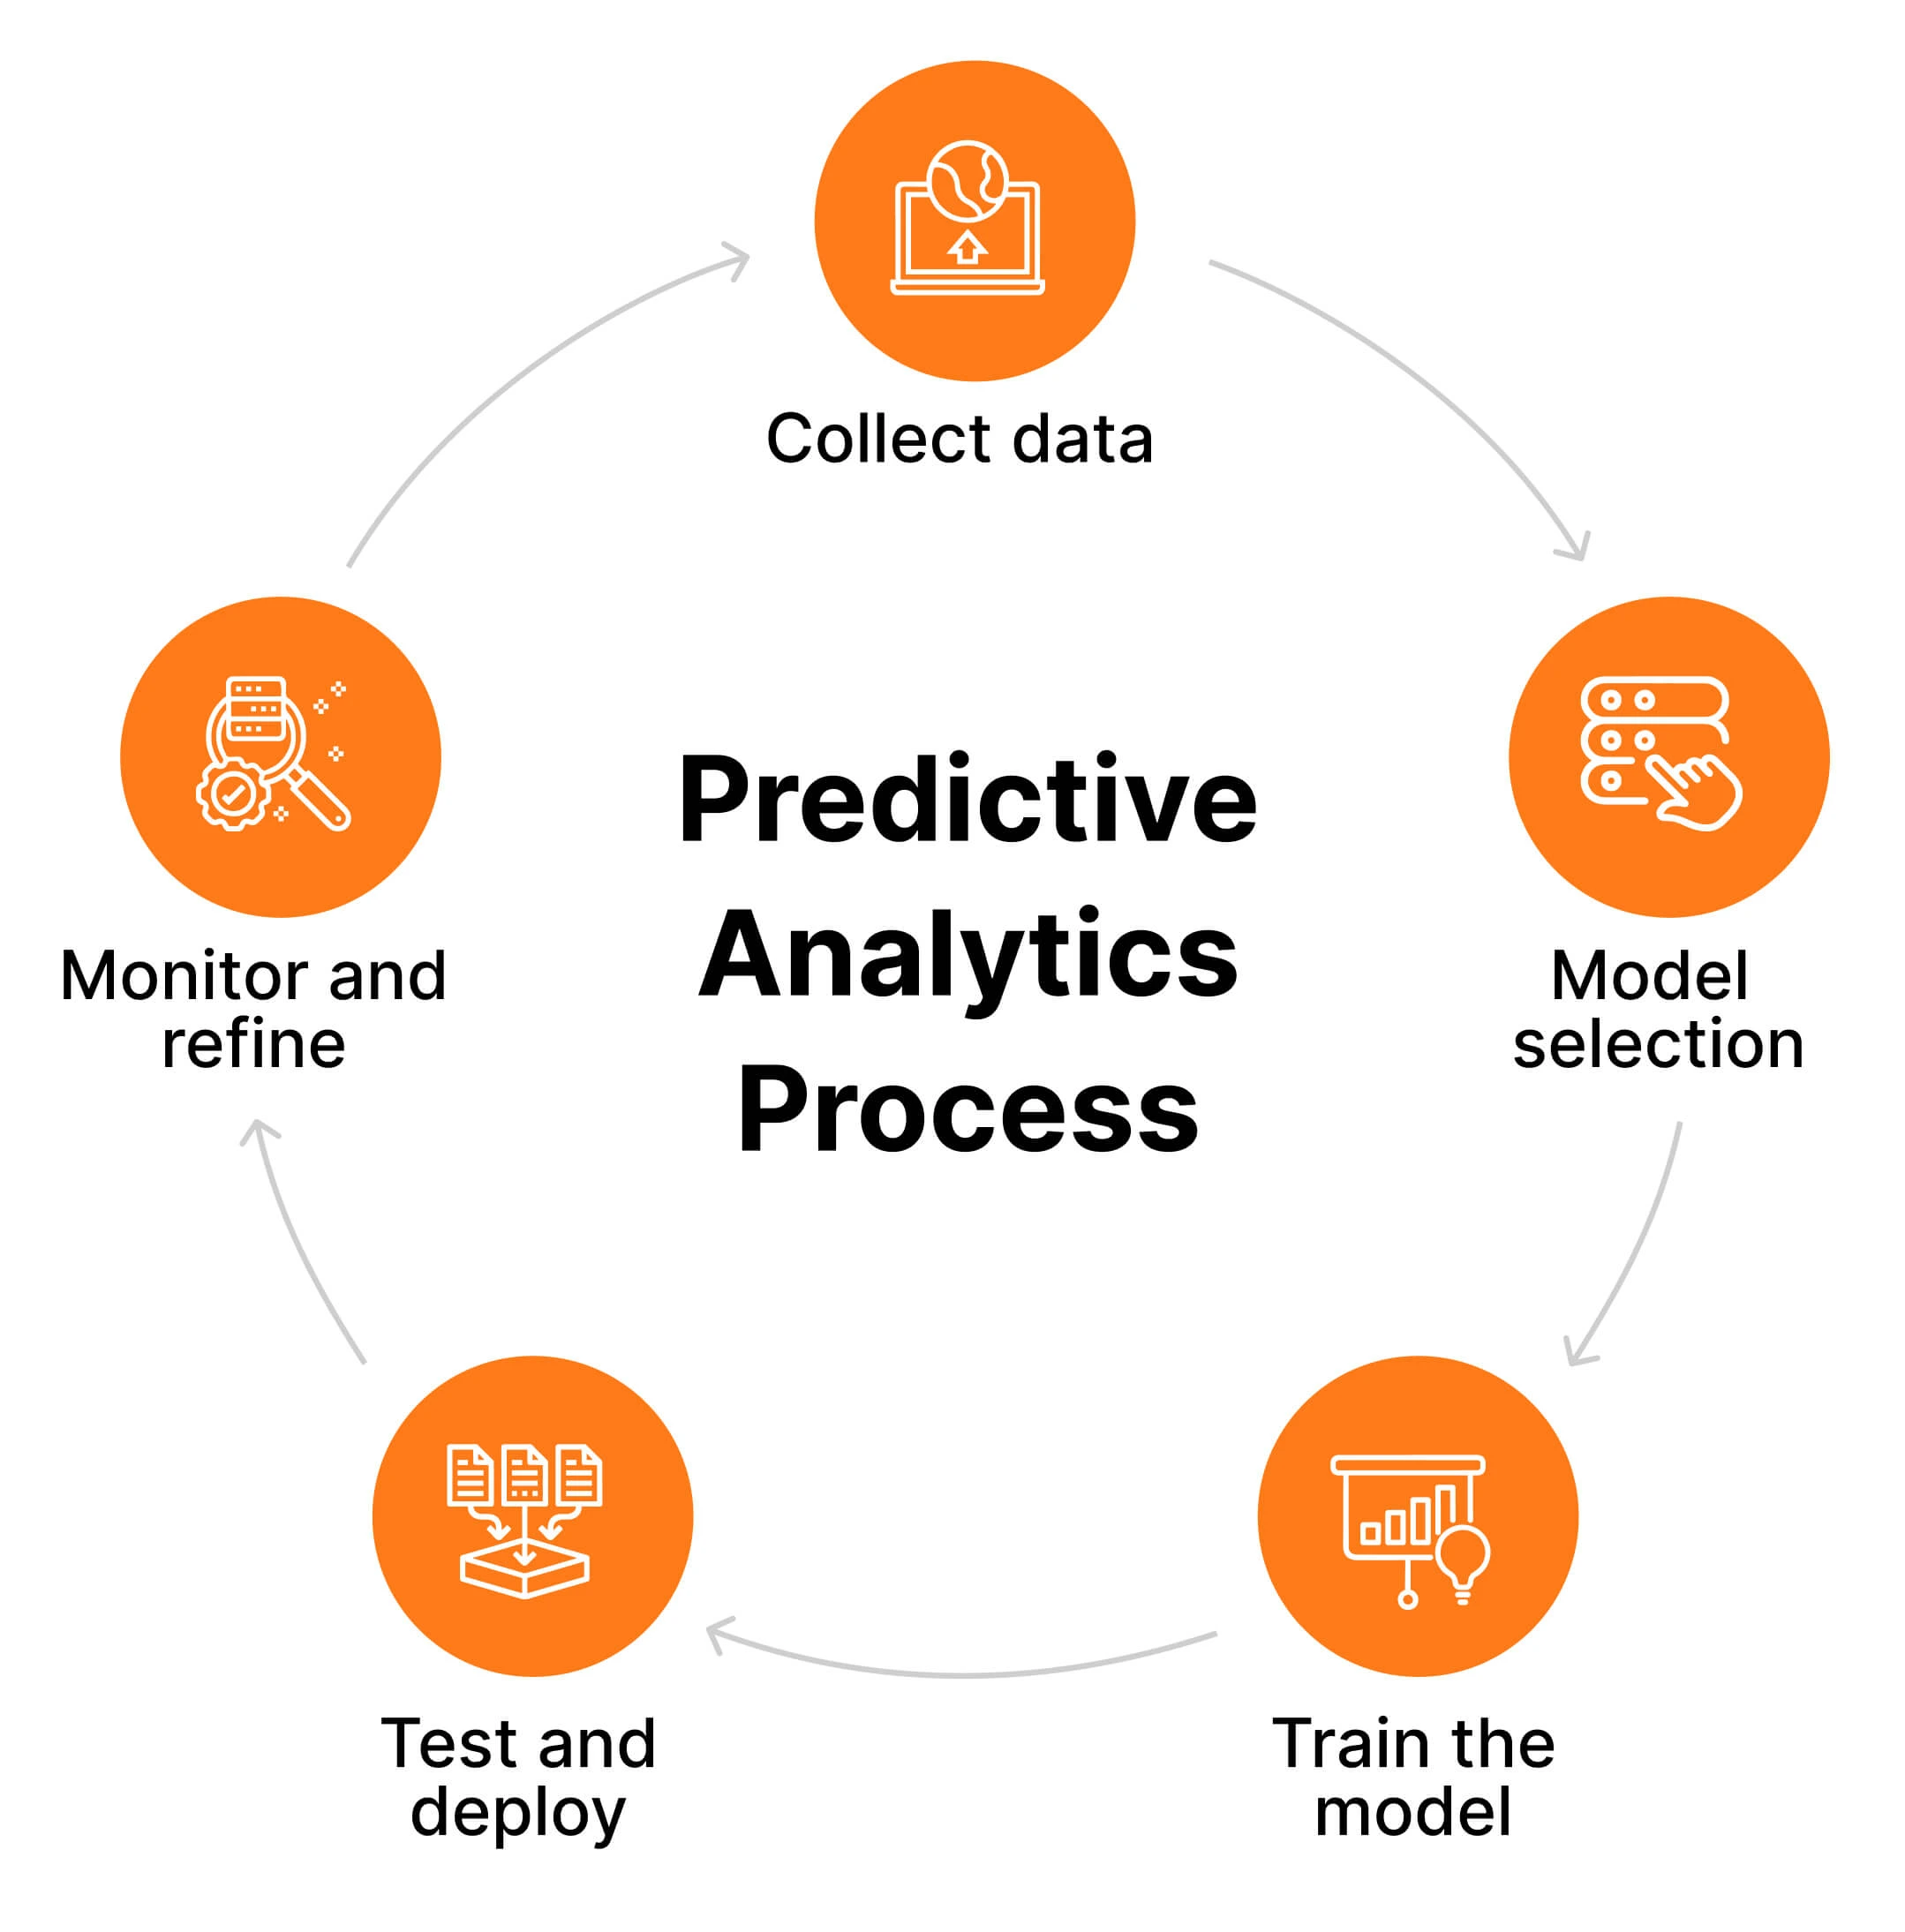 Collect data
Model
selection
Train the
model
Test and
deploy
Monitor and
refine
Predictive
Analytics
Process